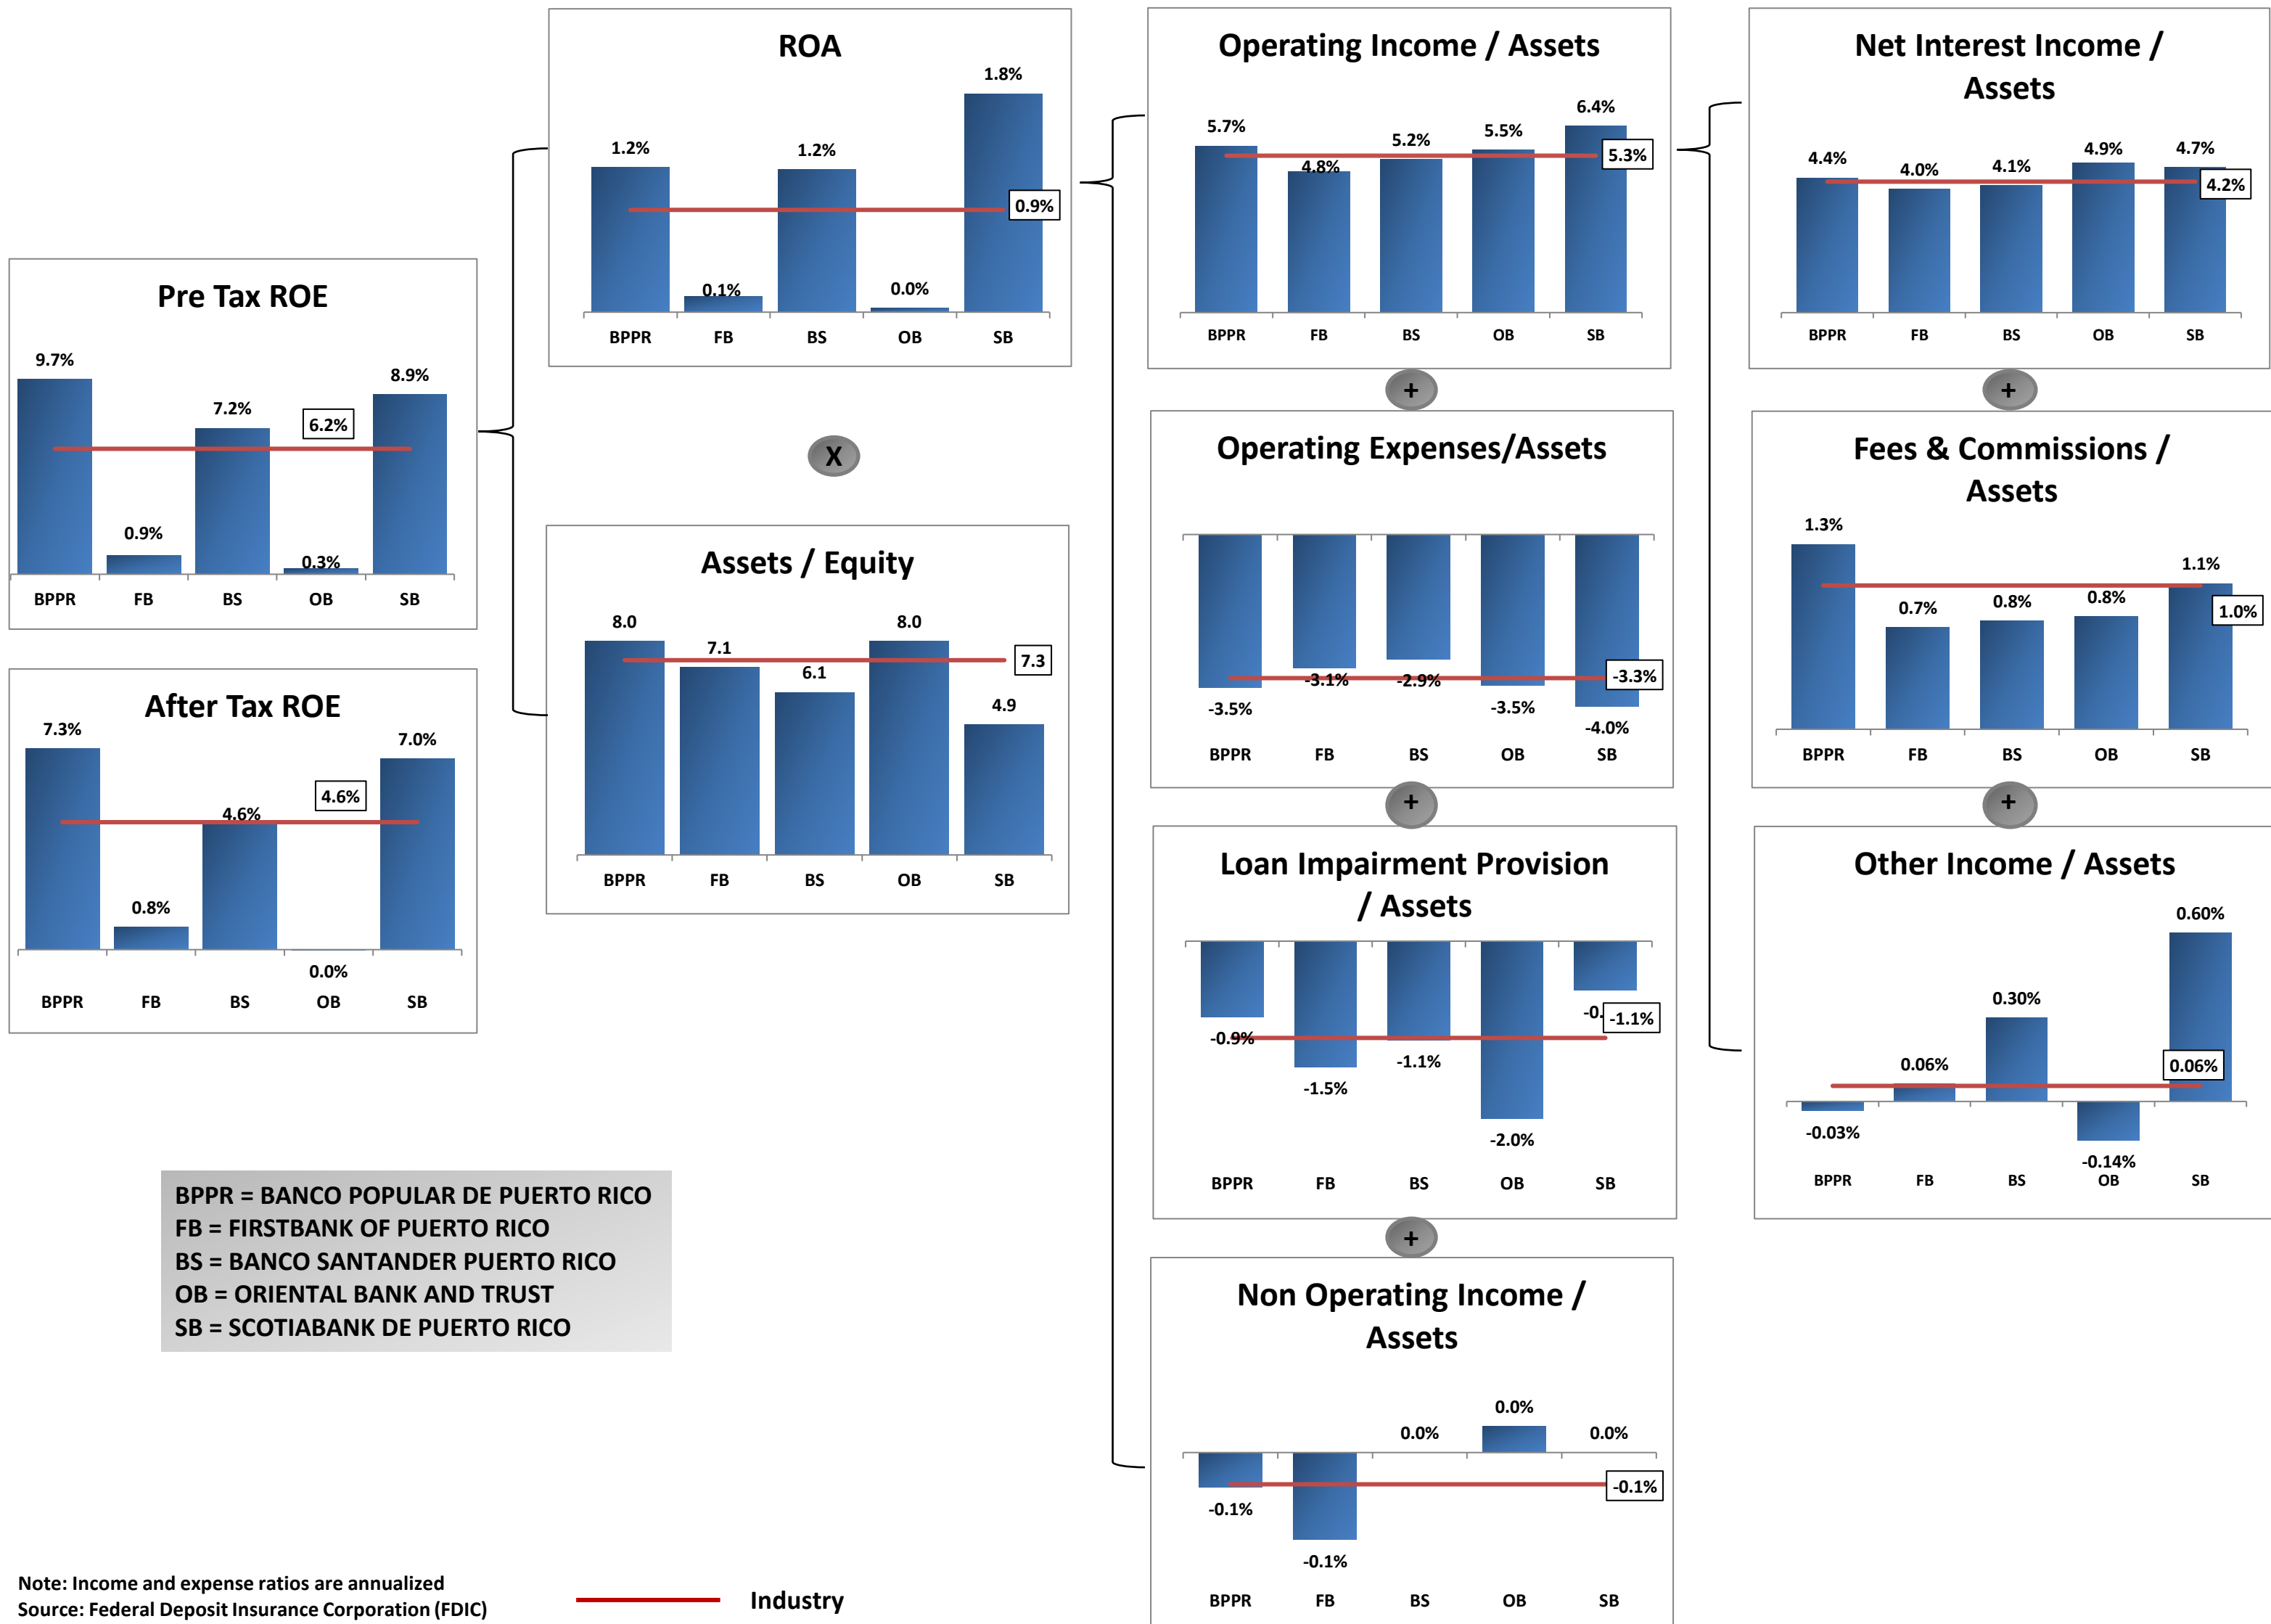 Pre Tax ROE
9.7%
0.9%
7.2%
6.2%
0.3%
8.9%
BPPR FB BS OB SB
After Tax ROE
7.3%
0.8%
4.6%
4.6%
0.0%
7.0%
BPPR FB BS OB SB
ROA
1.2%
0.1%
1.2%
0.0%
1.8%
0.9%
BPPR FB BS OB SB
X
Assets / Equity
8.0
7.1
6.1
8.0
4.9
7.3
BPPR FB BS OB SB
Operating Income / Assets
5.7%
4.8%
5.2%
5.5%
6.4%
5.3%
BPPR FB BS OB SB
+
Operating Expenses/Assets
-3.5%
-3.1%
-2.9%
-3.5%
-4.0%
-3.3%
BPPR FB BS OB SB
+
Loan Impairment Provision
/ Assets
-0.9%
-1.5%
-1.1%
-2.0%
-0.
-1.1%
BPPR FB BS OB SB
+
Non Operating Income /
Assets
-0.1%
-0.1%
0.0%
0.0%
0.0%
-0.1%
BPPR FB BS OB SB
Net Interest Income /
Assets
4.4%
4.0%
4.1%
4.9%
4.7%
4.2%
BPPR FB BS OB SB
+
Fees & Commissions /
Assets
1.3%
0.7%
0.8%
0.8%
1.1%
1.0%
BPPR FB BS OB SB
+
Other Income / Assets
-0.03%
0.06%
0.30%
-0.14%
0.60%
0.06%
BPPR FB BS OB SB
BPPR = BANCO POPULAR DE PUERTO RICO
FB = FIRSTBANK OF PUERTO RICO
BS = BANCO SANTANDER PUERTO RICO
OB = ORIENTAL BANK AND TRUST
SB = SCOTIABANK DE PUERTO RICO
Note: Income and expense ratios are annualized
Source: Federal Deposit Insurance Corporation (FDIC)
Industry